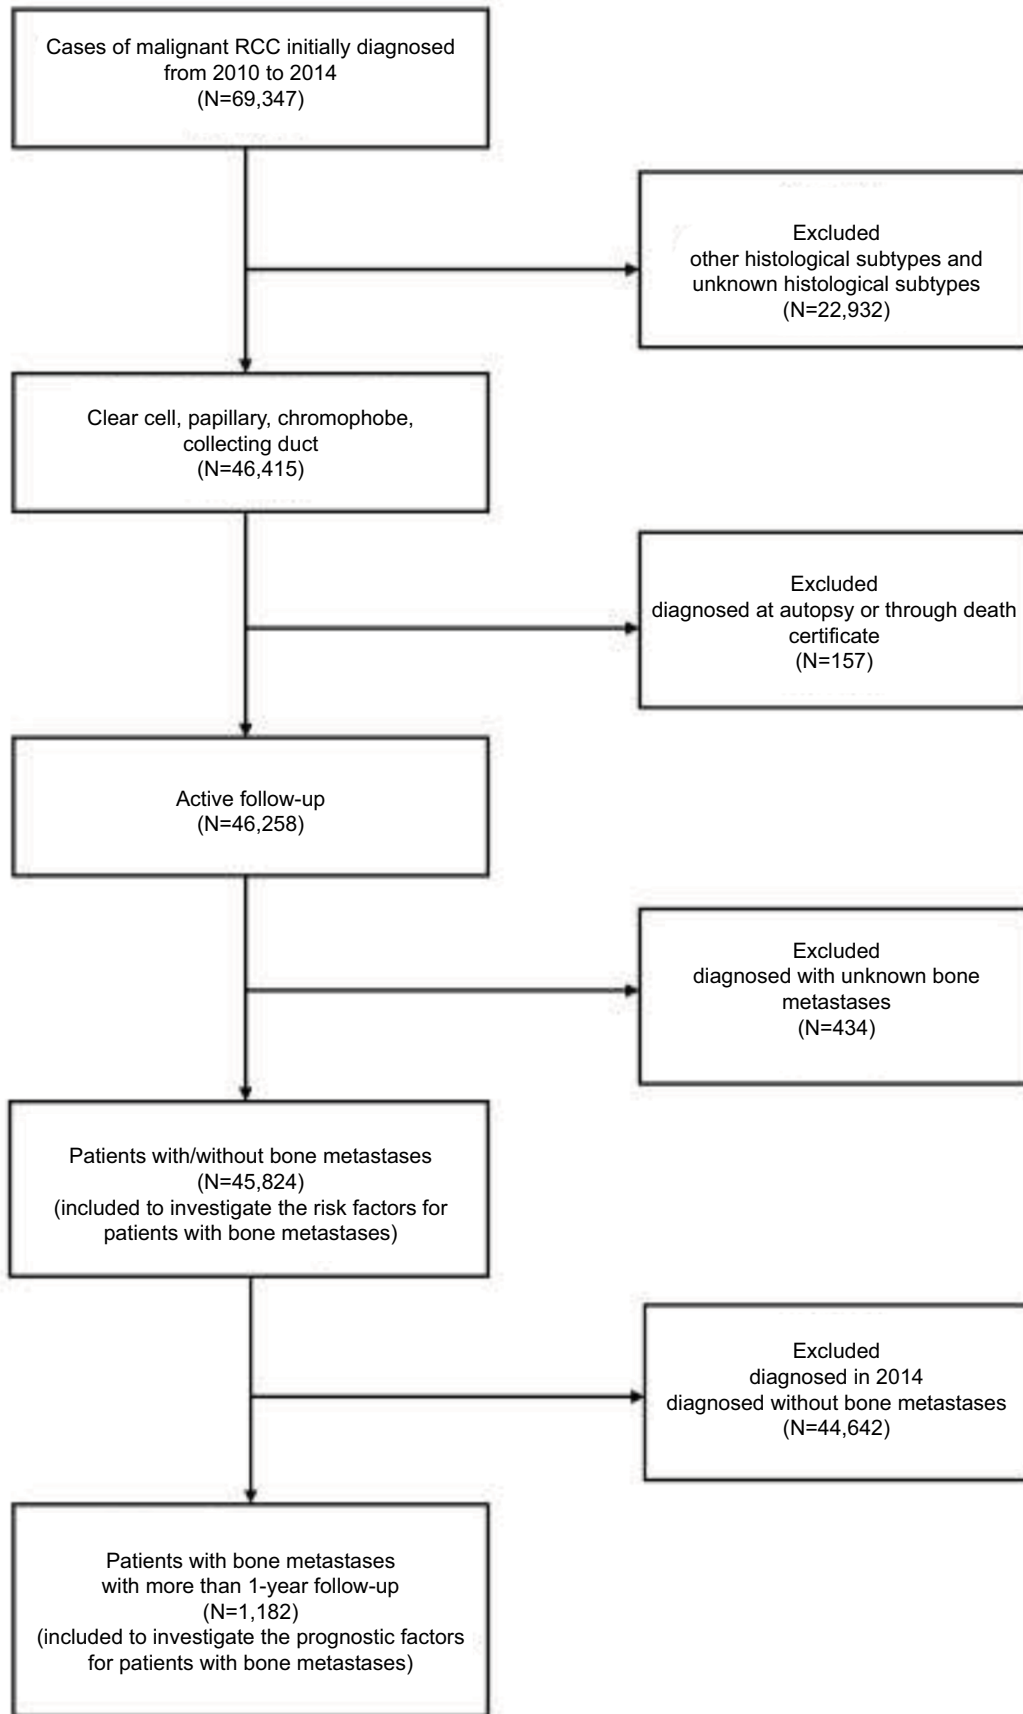 Cases of malignant RCC initially diagnosed
from 2010 to 2014
(N=69,347)
Excluded
other histological subtypes and
unknown histological subtypes
(N=22,932)
Clear cell, papillary, chromophobe,
collecting duct
(N=46,415)
Excluded
diagnosed at autopsy or through death
certificate
(N=157)
Active follow-up
(N=46,258)
Excluded
diagnosed with unknown bone
metastases
(N=434)
Patients with/without bone metastases
(N=45,824)
(included to investigate the risk factors for
patients with bone metastases)
Excluded
diagnosed in 2014
diagnosed without bone metastases
(N=44,642)
Patients with bone metastases
with more than 1-year follow-up
(N=1,182)
(included to investigate the prognostic factors
for patients with bone metastases)